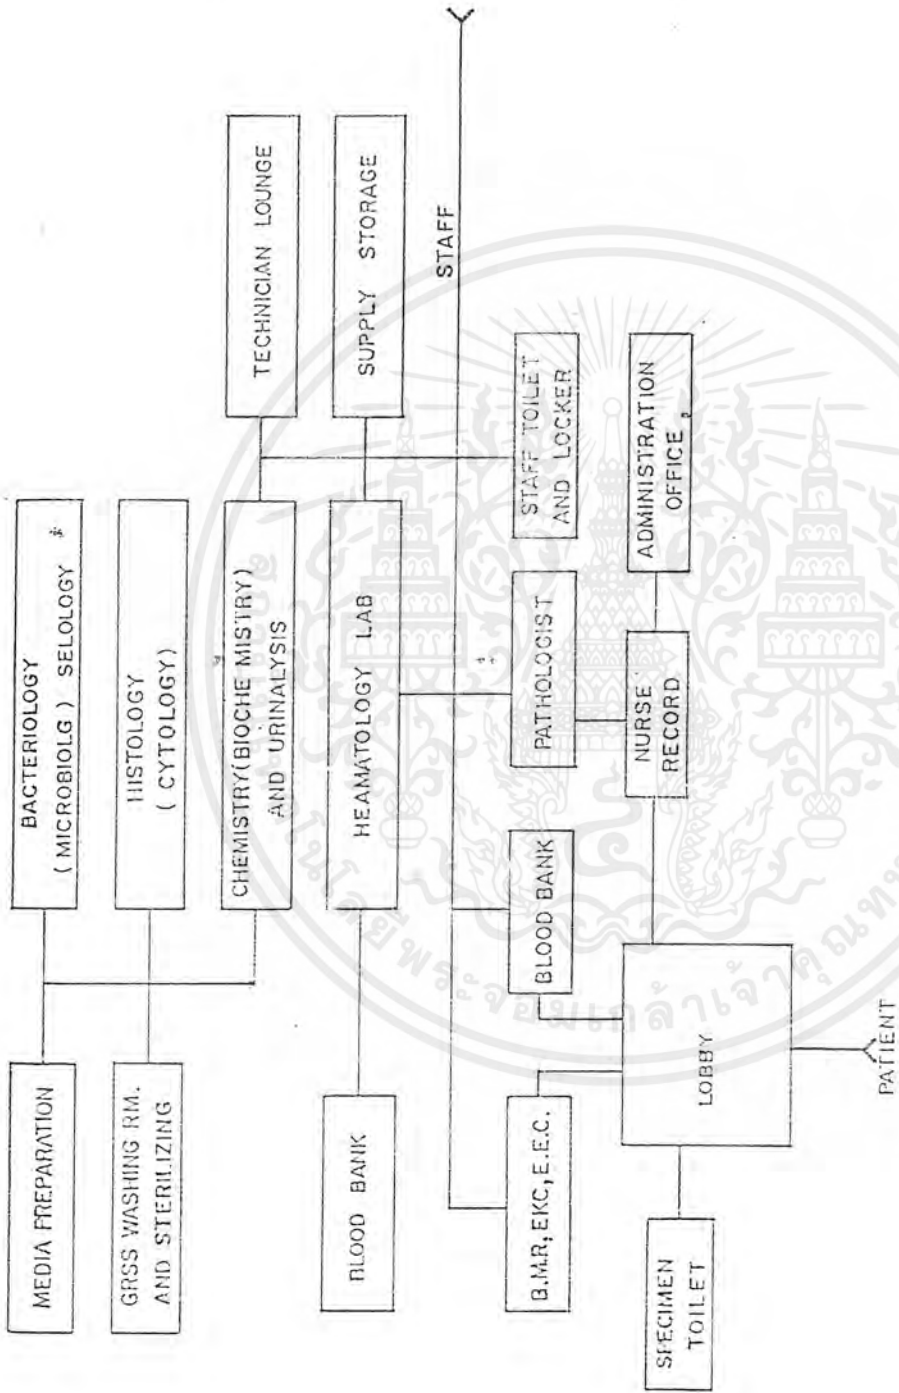 BACTERIOLOGY
( MICROBIOLG ) SELOLOGY
HISTOLOGY
( CYTOLOGY)
CHEMISTRY(BIOCHE MISTRY)
AND URINALYSIS
HEAMATOLOGY LAB
MEDIA PREPARATION
GRSS WASHING RM.
AND STERILIZING
BLOOD BANK
TECHNICIAN LOUNGE
SUPPLY STORAGE
STAFF
B.M.R, EKC, E.E.C.
BLOOD BANK
PATHOLOGIST
STAFF TOILET
AND LOCKER
SPECIMEN
TOILET
LOBBY
NURSE
RECORD
ADMINISTRATION
OFFICE ,
PATIENT